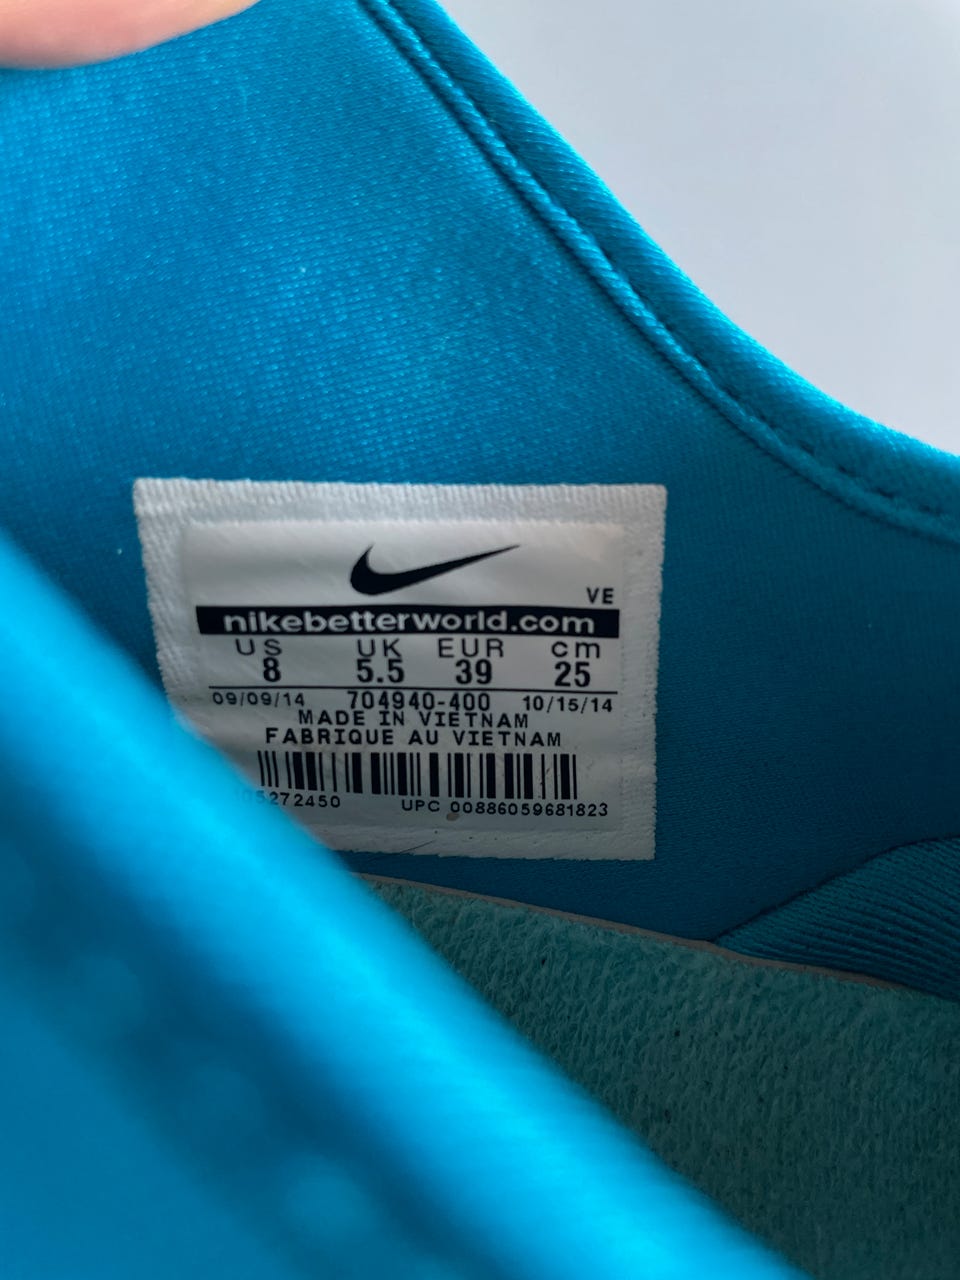 VE
nikebetterworld.com
US UK EUR cm
8 5.5 39 25
09/09/14 704940-400 10/15/14
MADE IN VIETNAM
FABRIQUE AU VIETNAM
5272450 UPC 00886059681823